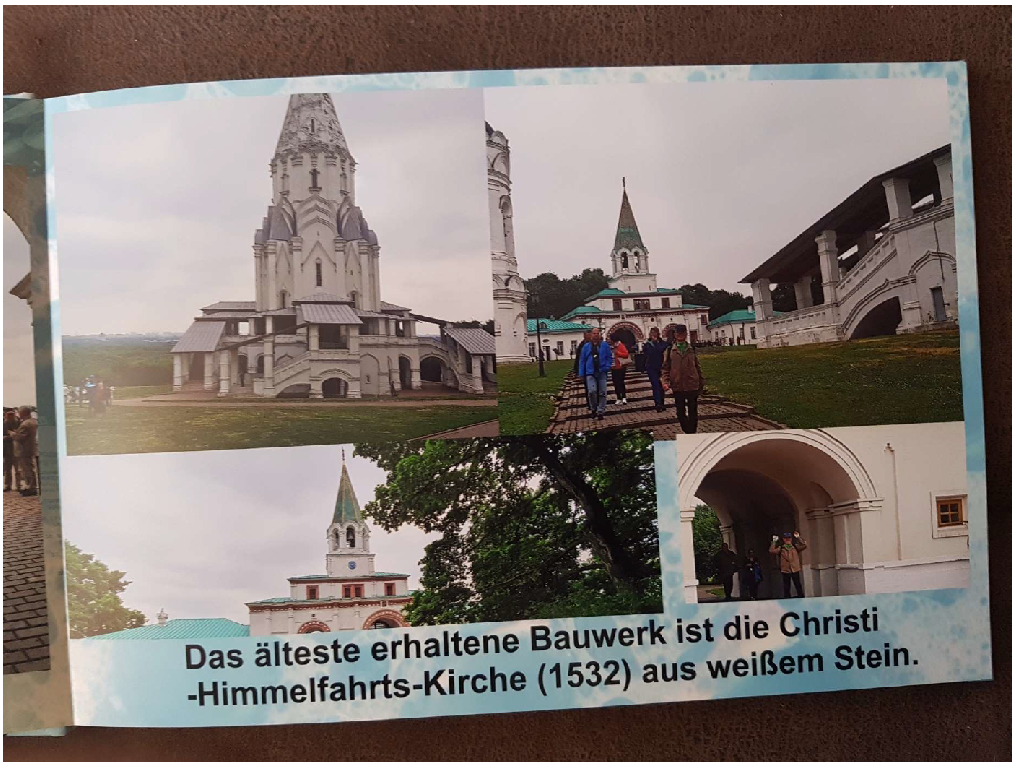 Das älteste erhaltene Bauwerk ist die Christi
-Himmelfahrts-Kirche (1532) aus weißem Stein.